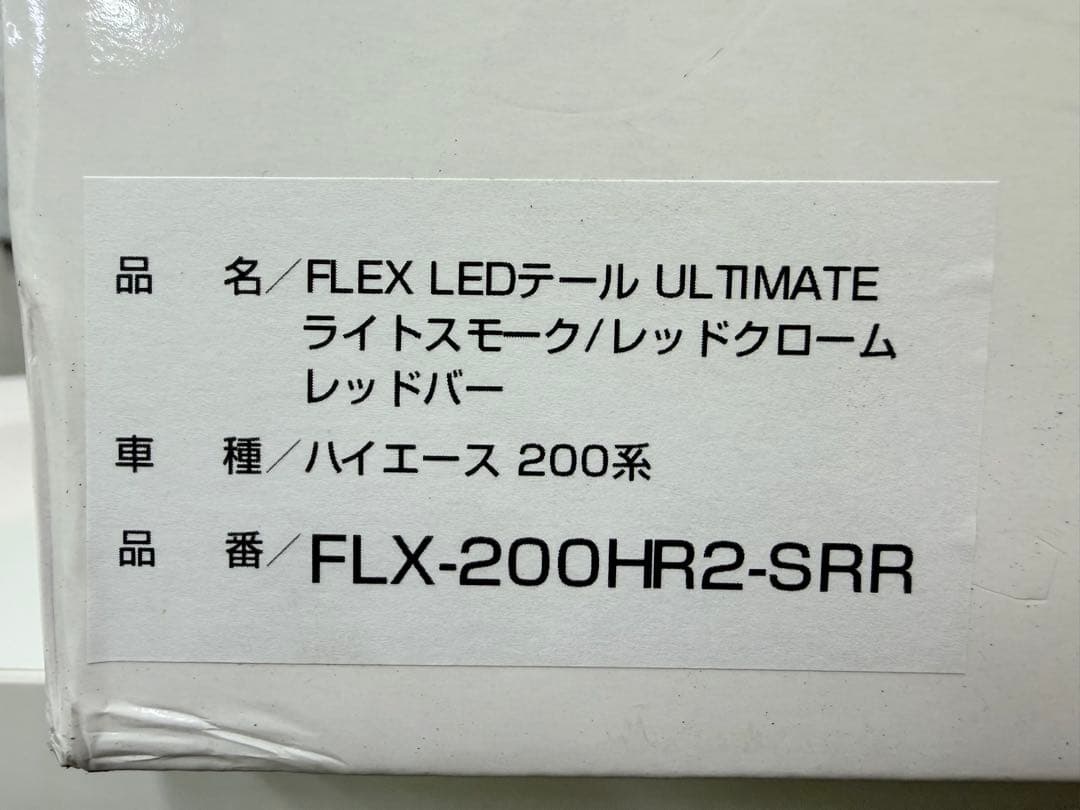 品 名/FLEX LEDテール ULTIMATE
ライトスモーク/レッドクローム
レッドバー
車 種/ハイエース 200系
品 番/FLX-200HR2-SRR